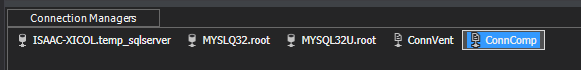 Connection Managers
ISAAC-XICOL.temp_sqlserver MYSLQ32.root MYSQL32U.root ConnVent ConnComp